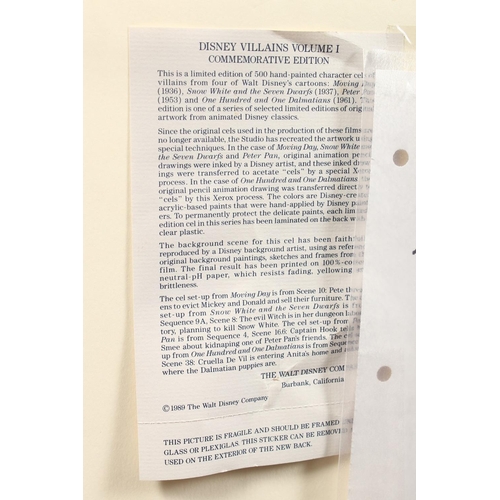 DISNEY VILLAINS VOLUME I
COMMEMORATIVE EDITION
This is a limited edition of 500 hand-painted character cel
villains from four of Walt Disney's cartoons: Moving
(1936), Snow White and the Seven Dwarfs (1937), Peter
(1953) and One Hundred and One Dalmatians (1961).
edition is one of a series of selected limited editions of
artwork from animated Disney classics.
Since the original cels used in the production of these films
no longer available, the Studio has recreated the artwork
special techniques. In the case of Moving Day, Snow White
the Seven Dwarfs and Peter Pan, original animation
drawings were inked by a Disney artist, and these inked
ings were transferred to acetate "cels" by a special
process. In the case of One Hundred and One Dalmatians
original pencil animation drawing was transferred
"cels" by this Xerox process. The colors are
acrylic-based paints that were hand-applied by Disney
ers. To permanently protect the delicate paints, each
edition cel in this series has been laminated on the back
clear plastic.
The background scene for this cel has been
reproduced by a Disney background artist, using as
original background paintings, sketches and frames from
film. The final result has been printed on
neutral-pH paper, which resists fading, yellowing
brittleness.
The cel set-up from Moving Day is from Scene 10: Pete
ens to evict Mickey and Donald and sell their furniture.
set-up from Snow White and the Seven Dwarfs is
Sequence 9A, Scene 8: The evil Witch is in her dungeon
tory, planning to kill Snow White. The cel set-up from
Pan is from Sequence 4, Scene 166: Captain Hook
Smee about kidnaping one of Peter Pan's friends. The
up from One Hundred and One Dalmatians is from
Scene 38: Cruella De Vil is entering Anita's home and
where the Dalmatian puppies are.
THE WALT DISNEY COM
Burbank, California
©1989 The Walt Disney Company
THIS PICTURE IS FRAGILE AND SHOULD BE FRAMED
GLASS OR PLEXIGLAS. THIS STICKER CAN BE
USED ON THE EXTERIOR OF THE NEW BACK.